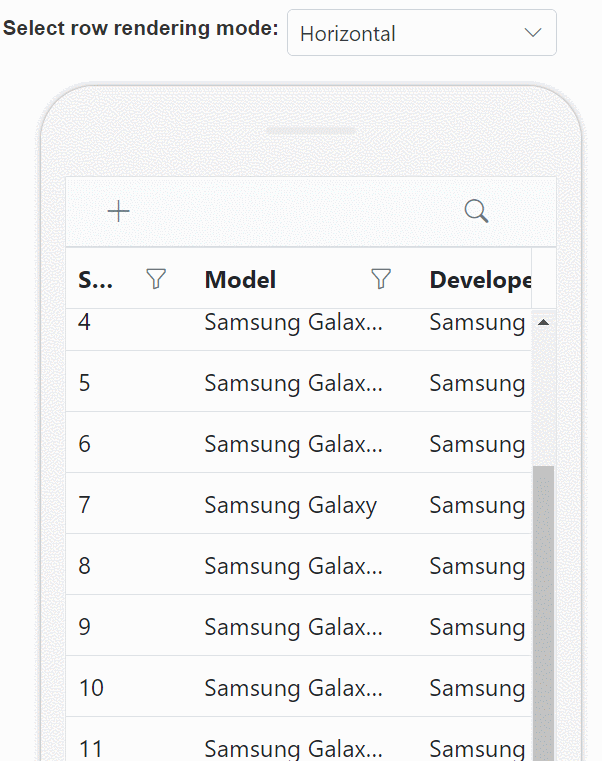 Select row rendering mode: Horizontal
S... Model Develope
4 Samsung Galax... Samsung
5 Samsung Galax... Samsung
6 Samsung Galax... Samsung
7 Samsung Galaxy Samsung
8 Samsung Galax... Samsung
9 Samsung Galax... Samsung
10 Samsung Galax... Samsung
11 Samsung Galax... Samsung